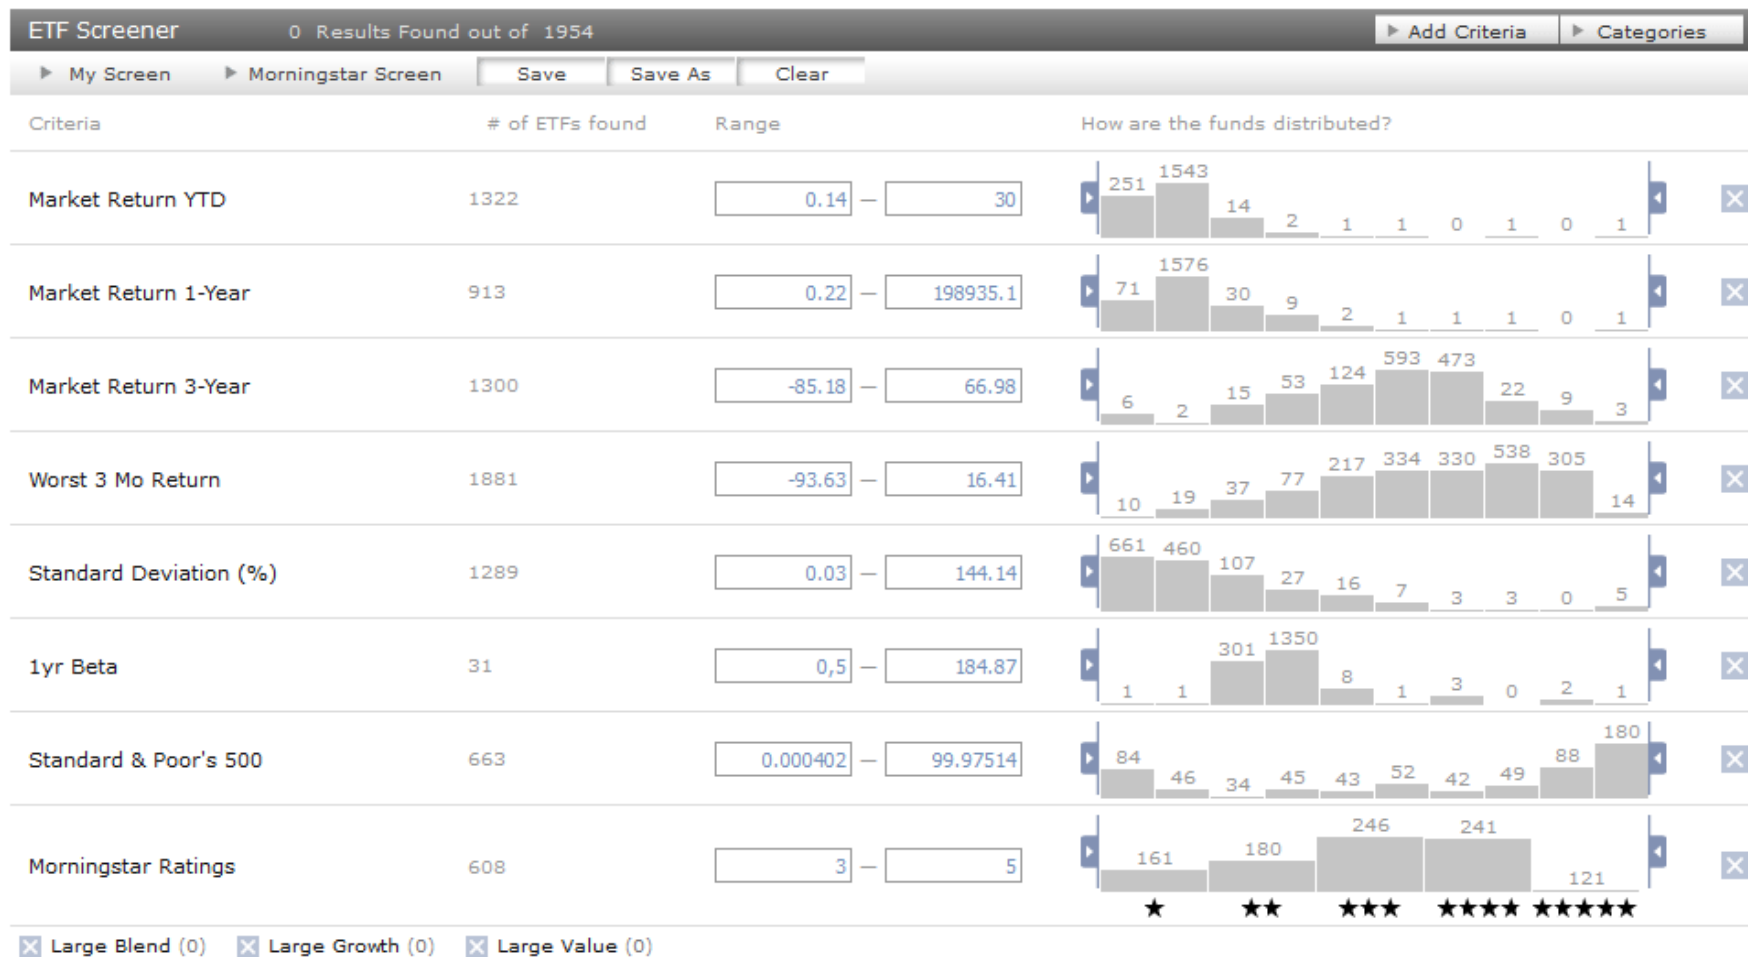 ETF Screener 0 Results Found out of 1954 Add Criteria Categories
My Screen Morningstar Screen Save Save As Clear
Criteria # of ETFs found Range How are the funds distributed?
Market Return YTD 1322 0.14 — 30 251 1543 14 2 1 1 0 1 0 1
Market Return 1-Year 913 0.22 — 198935.1 71 1576 30 9 2 1 1 1 0 1
Market Return 3-Year 1300 -85.18 — 66.98 6 2 15 53 124 593 473 22 9 3
Worst 3 Mo Return 1881 -93.63 — 16.41 10 19 37 77 217 334 330 538 305 14
Standard Deviation (%) 1289 0.03 — 144.14 661 460 107 27 16 7 3 3 0 5
1yr Beta 31 0,5 — 184.87 1 1 301 1350 8 1 3 0 2 1
Standard & Poor's 500 663 0.000402 — 99.97514 84 46 34 45 43 52 42 49 88 180
Morningstar Ratings 608 3 — 5 161 180 246 241 121
★ ★★ ★★★ ★★★★ ★★★★★
Large Blend (0) Large Growth (0) Large Value (0)